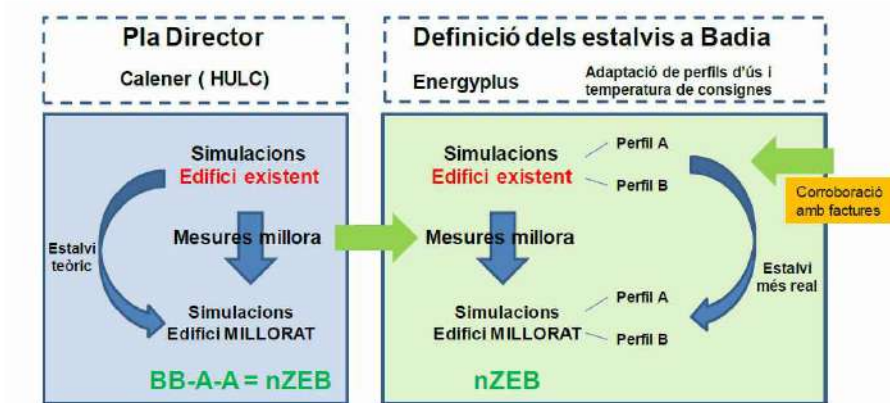 Pla Director
Calener ( HULC)
Definició dels estalvis a Badia
Energyplus
Adaptació de perfils d'ús i
temperatura de consignes
Simulacions
Edifici existent
Estalvi
teòric
Mesures millora
Simulacions
Edifici MILLORAT
BB-A-A = nZEB
Simulacions
Edifici existent
Perfil A
Perfil B
Mesures millora
Simulacions
Edifici MILLORAT
Perfil A
Perfil B
nZEB
Estalvi
més real
Corroboració
amb factures